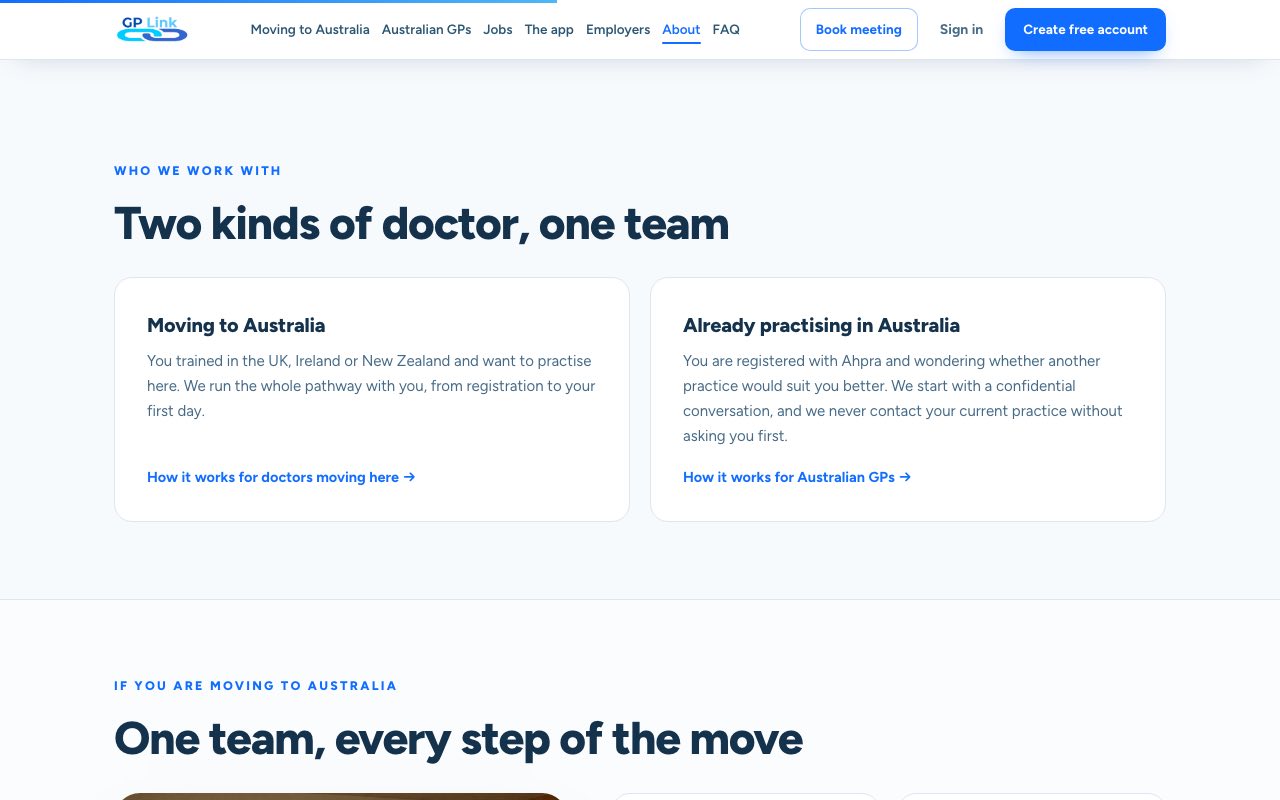 GP Link
Moving to Australia
Australian GPs
Jobs
The app
Employers
About
FAQ
Book meeting
Sign in
Create free account
WHO WE WORK WITH
Two kinds of doctor, one team
Moving to Australia
You trained in the UK, Ireland or New Zealand and want to practise
here. We run the whole pathway with you, from registration to your
first day.
How it works for doctors moving here →
Already practising in Australia
You are registered with Ahpra and wondering whether another
practice would suit you better. We start with a confidential
conversation, and we never contact your current practice without
asking you first.
How it works for Australian GPs →
IF YOU ARE MOVING TO AUSTRALIA
One team, every step of the move